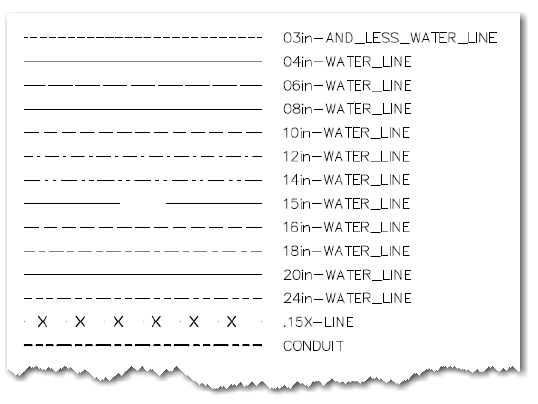 03in-AND_LESS_WATER_LINE
04in-WATER_LINE
06in-WATER_LINE
08in-WATER_LINE
10in-WATER_LINE
12in-WATER_LINE
14in-WATER_LINE
15in-WATER_LINE
16in-WATER_LINE
18in-WATER_LINE
20in-WATER_LINE
24in-WATER_LINE
X X X X X X .15X-LINE
CONDUIT